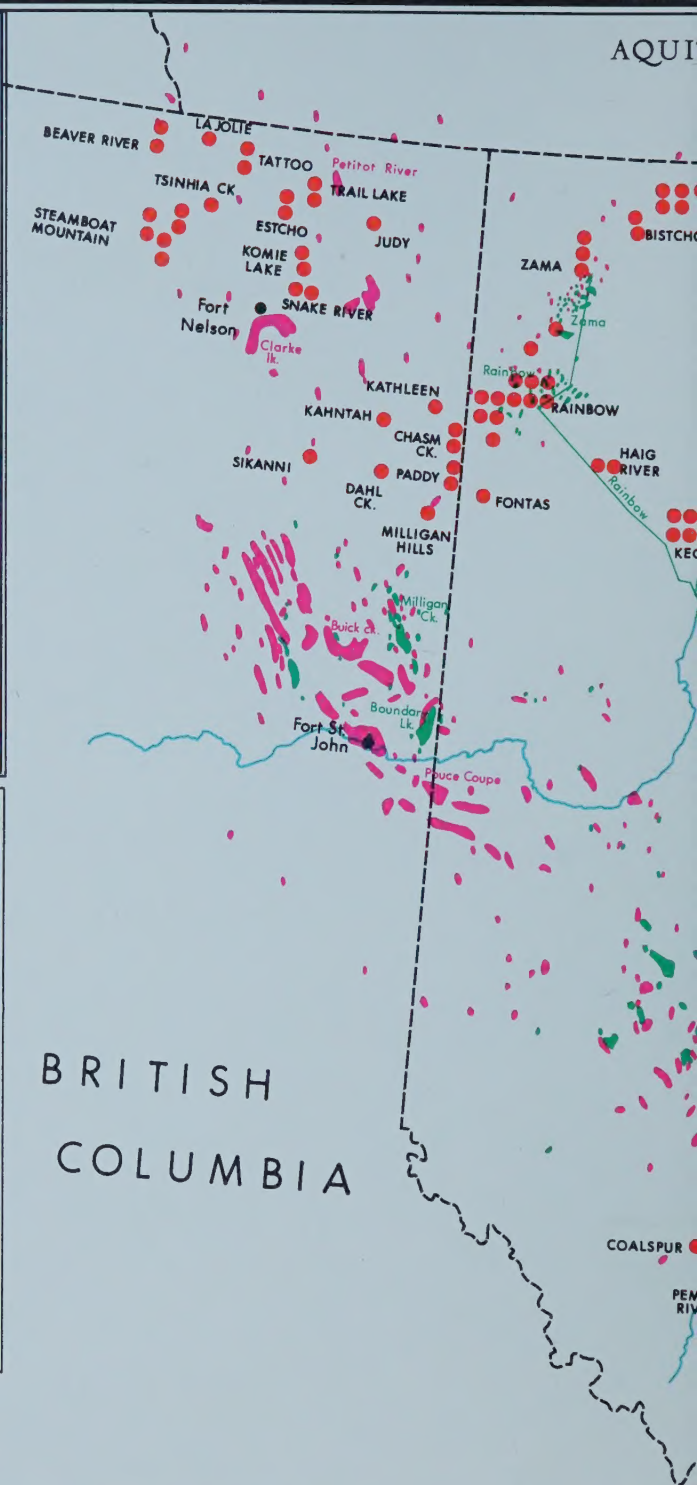 AQUI
BEAVER RIVER
LA JOLIE
TATTOO
Petitot River
TSINHIA CK.
TRAIL LAKE
STEAMBOAT
MOUNTAIN
ESTCHO
JUDY
BISTCHO
KOMIE
LAKE
ZAMA
Fort
Nelson
SNAKE RIVER
Zama
Clarke
lk.
Rainbow
KATHLEEN
RAINBOW
KAHNTAH
CHASM
CK.
HAIG
RIVER
SIKANNI
PADDY
Rainbow
DAHL
CK.
FONTAS
MILLIGAN
HILLS
KEG
Milligan
Ck.
Buick ck.
Boundary
Lk.
Fort St.
John
Pouce Coupe
BRITISH
COLUMBIA
COALSPUR
PEM
RIV